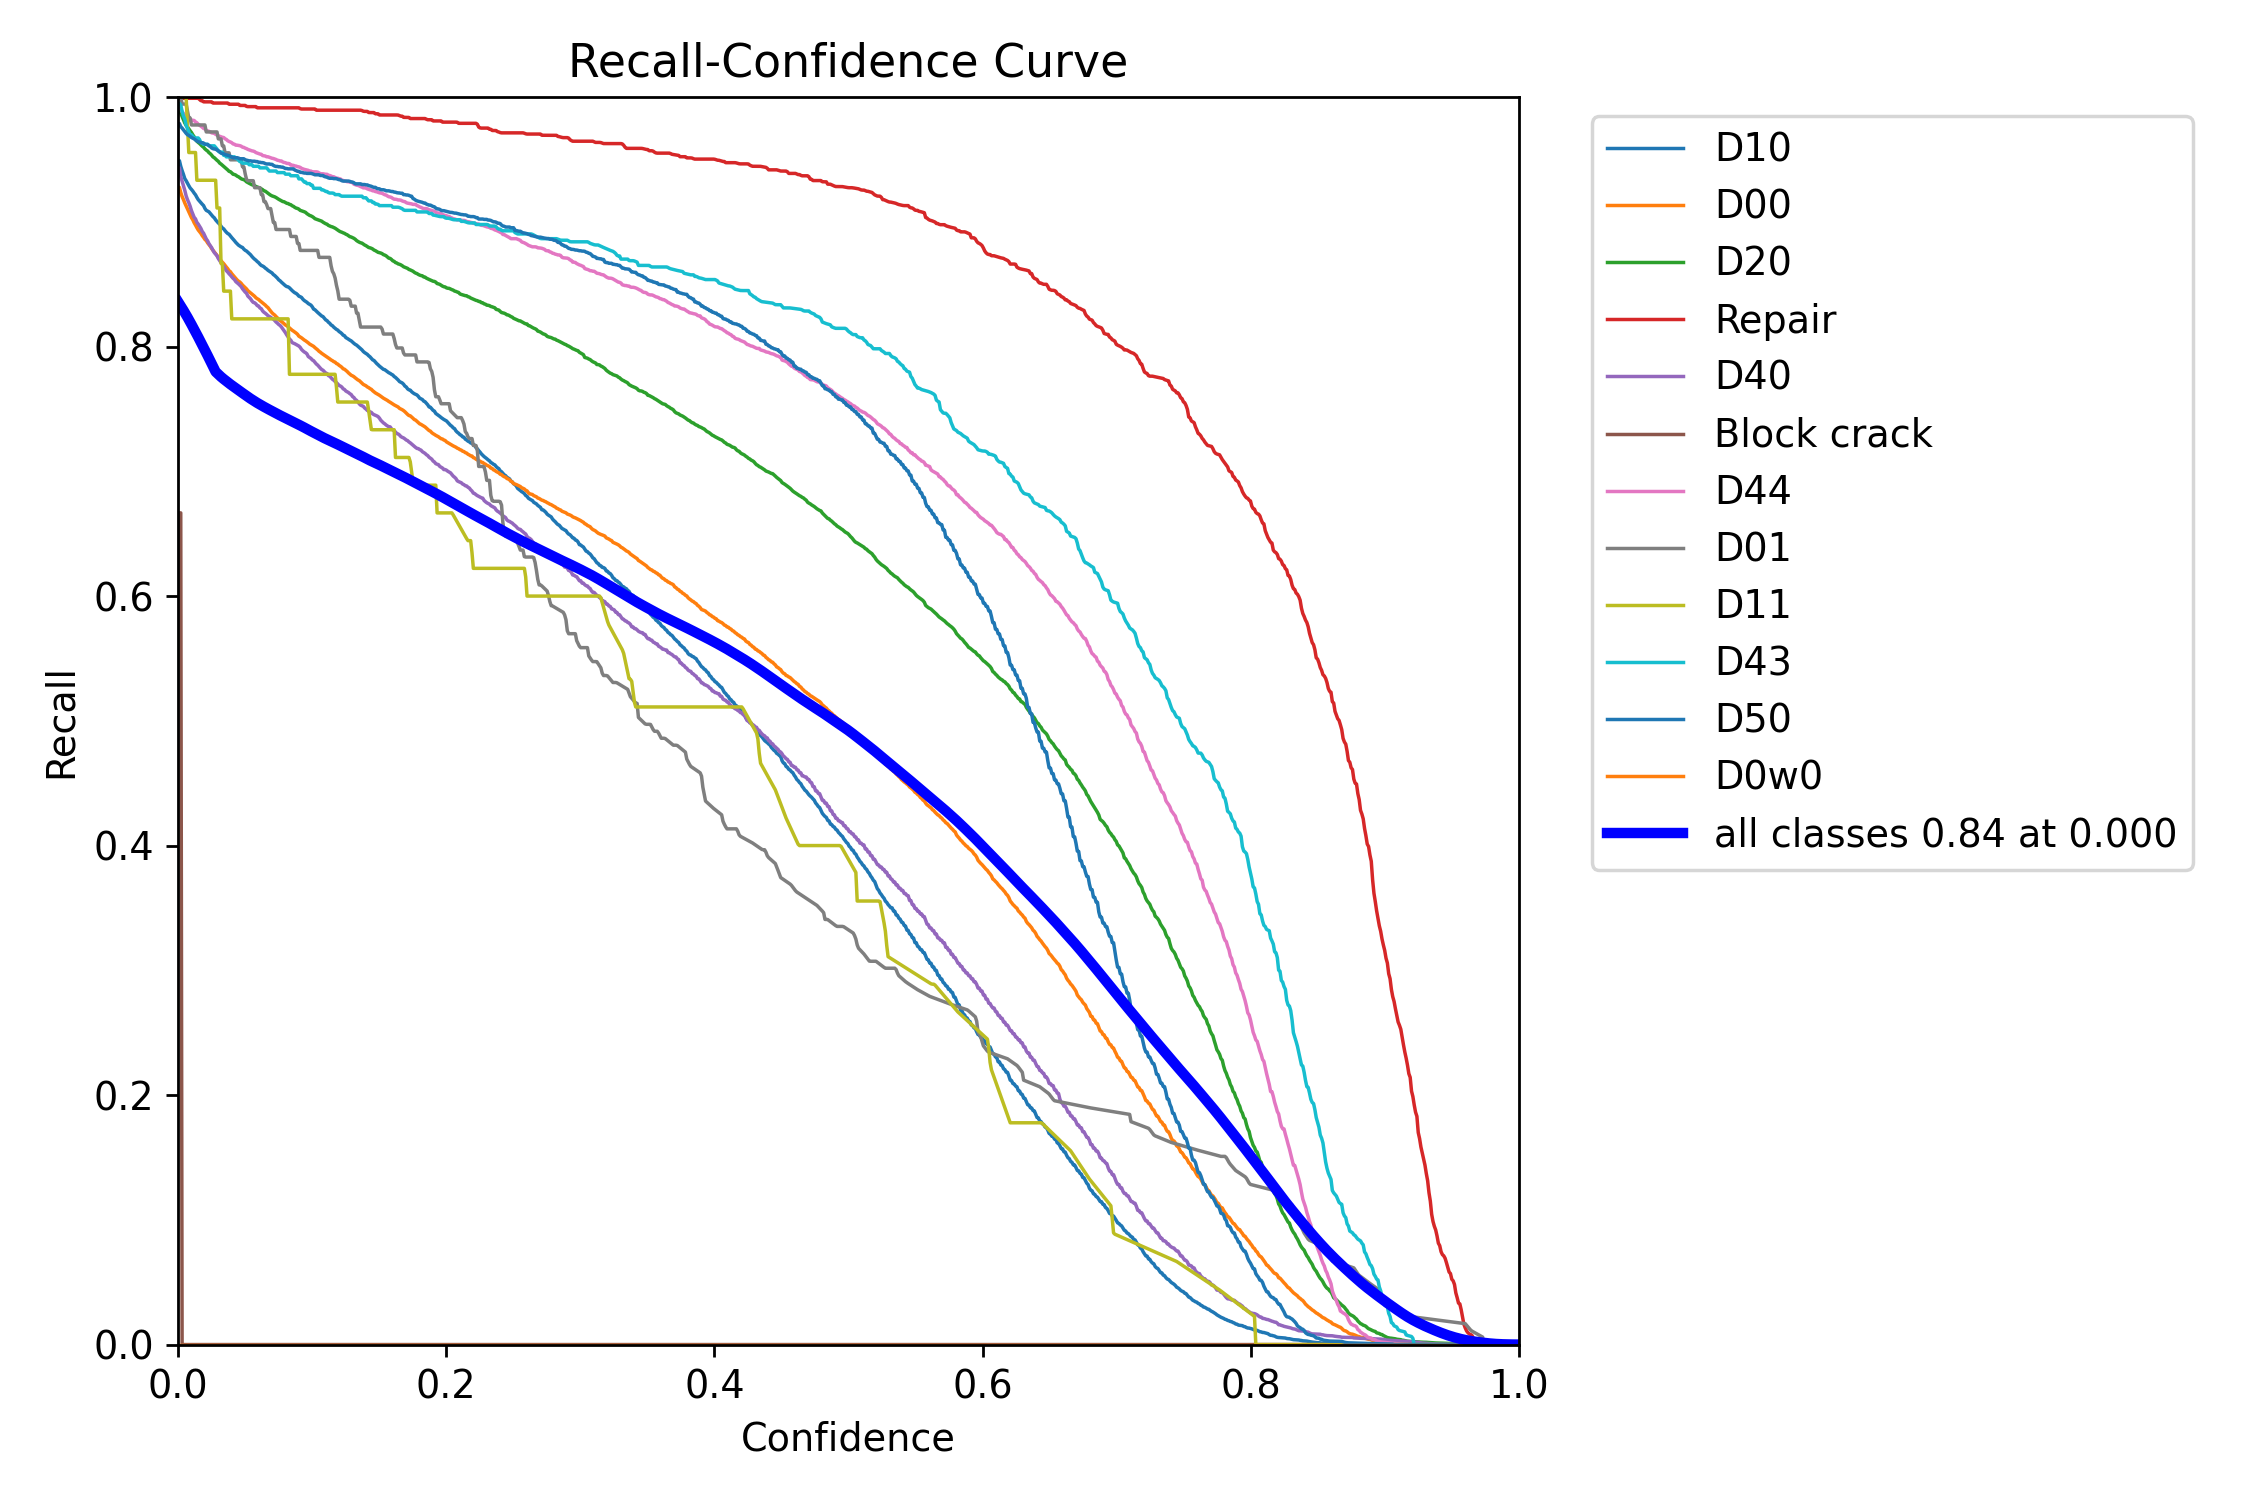 Recall-Confidence Curve
1.0
0.8
0.6
0.4
0.2
0.0
Recall
0.0 0.2 0.4 0.6 0.8 1.0
Confidence
D10
D00
D20
Repair
D40
Block crack
D44
D01
D11
D43
D50
D0w0
all classes 0.84 at 0.000